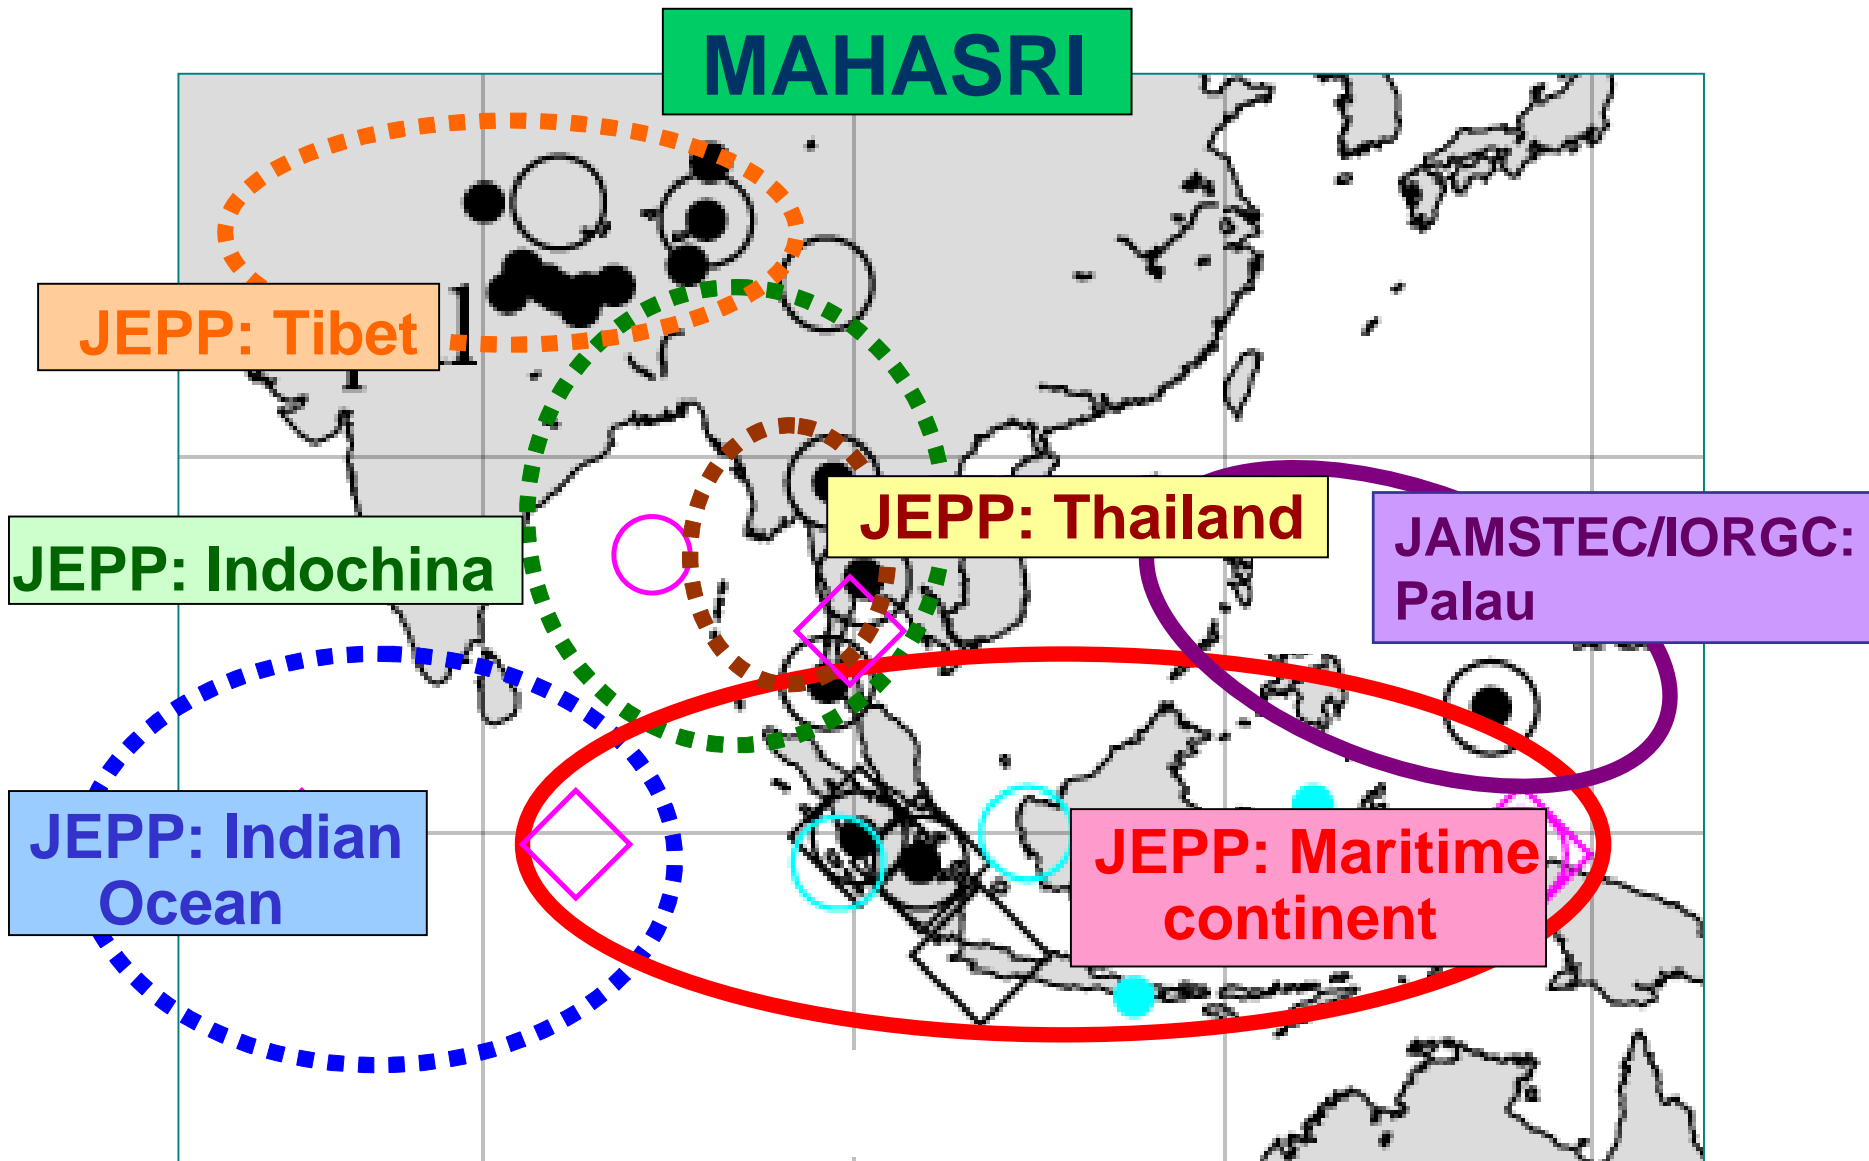 MAHASRI
JEPP: Tibet
JEPP: Thailand
JAMSTEC/IORGC:
Palau
JEPP: Indochina
JEPP: Indian
Ocean
JEPP: Maritime
continent